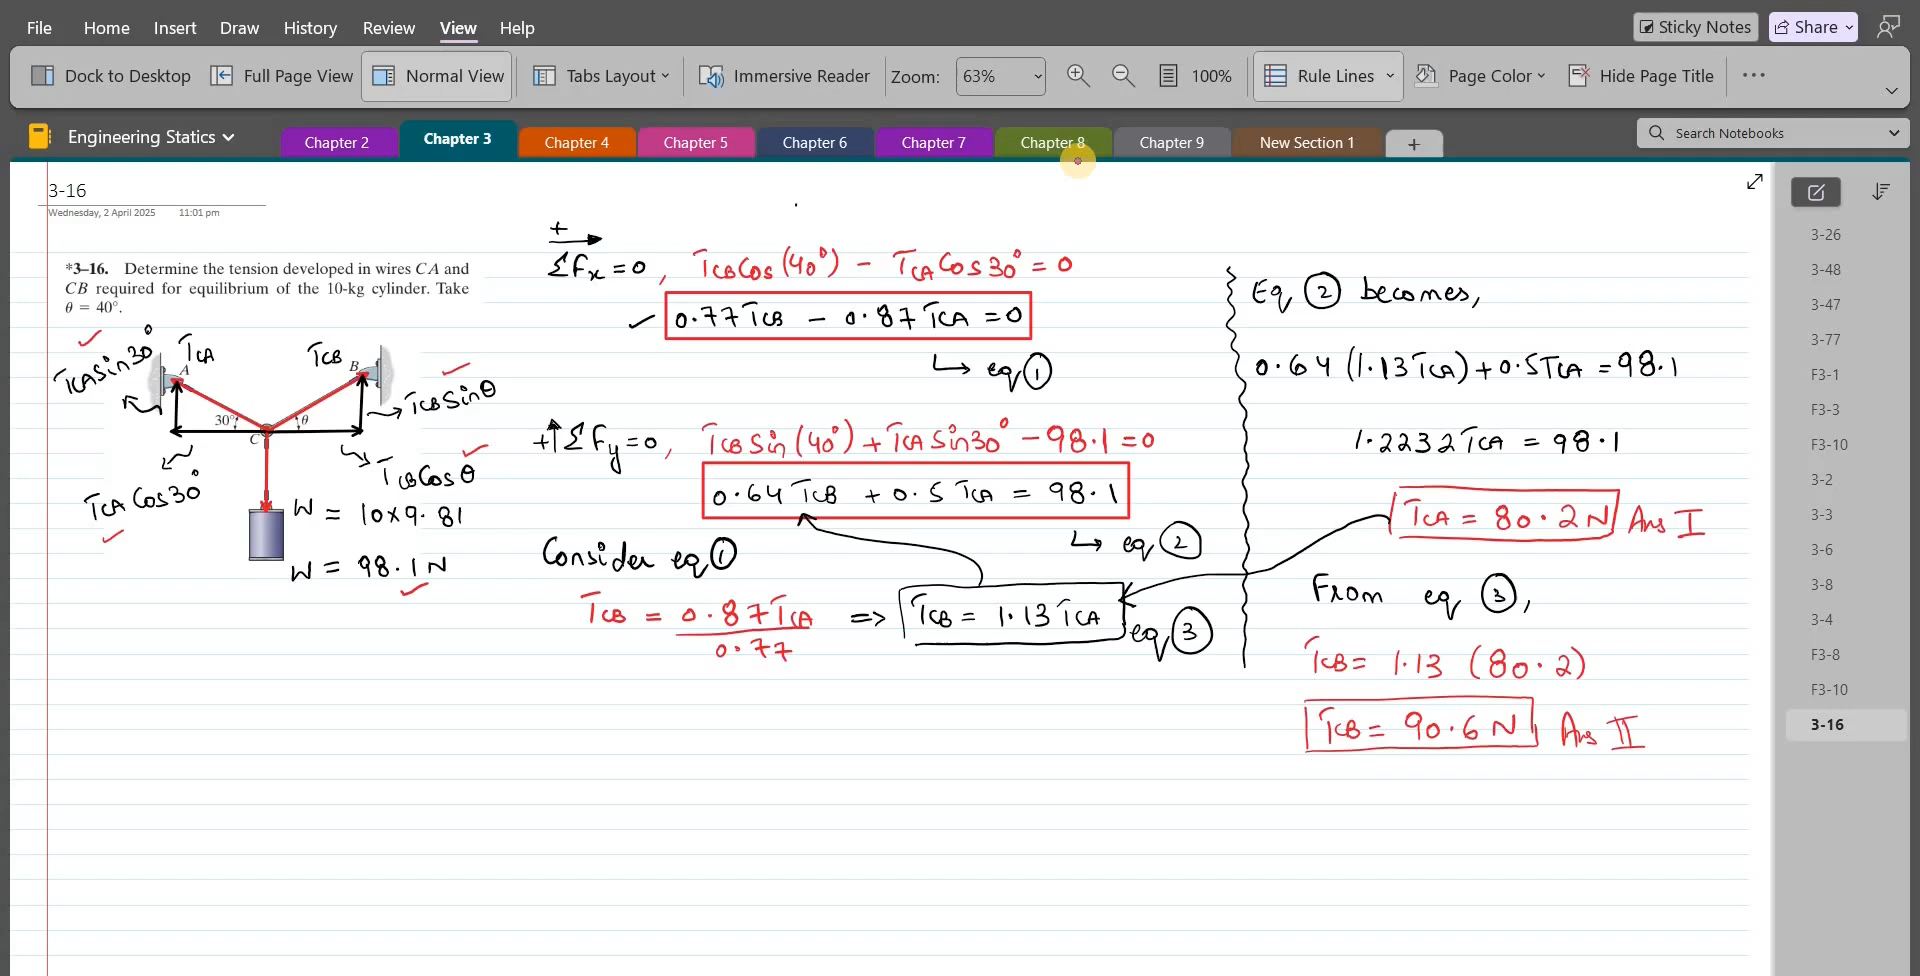 File Home Insert Draw History Review View Help
Sticky Notes Share
Dock to Desktop Full Page View Normal View Tabs Layout Immersive Reader Zoom: 63% 100% Rule Lines Page Color Hide Page Title ...
Engineering Statics Chapter 2 Chapter 3 Chapter 4 Chapter 5 Chapter 6 Chapter 7 Chapter 8 Chapter 9 New Section 1 + Search Notebooks
3-16
Wednesday, 2 April 2025 11:01 pm
*3–16. Determine the tension developed in wires CA and
CB required for equilibrium of the 10-kg cylinder. Take
θ = 40°.
TCA sin30°
TCA
TCB
A
B
TCB sinθ
30°
θ
C
TCB Cosθ
TCA Cos30°
W = 10×9.81
W = 98.1N
+
ΣFx = 0, TCB Cos(40°) - TCA Cos30° = 0
0.77 TCB - 0.87 TCA = 0
↳ eq ①
+↑ ΣFy = 0, TCB Sin(40°) + TCA Sin30° - 98.1 = 0
0.64 TCB + 0.5 TCA = 98.1
↳ eq ②
Consider eq ①
TCB = 0.87 TCA
0.77
=> TCB = 1.13 TCA
eq ③
Eq ② becomes,
0.64 (1.13 TCA) + 0.5 TCA = 98.1
1.2232 TCA = 98.1
TCA = 80.2 N Ans I
From eq ③,
TCB = 1.13 (80.2)
TCB = 90.6 N Ans II
3-26
3-48
3-47
3-77
F3-1
F3-3
F3-10
3-2
3-3
3-6
3-8
3-4
F3-8
F3-10
3-16